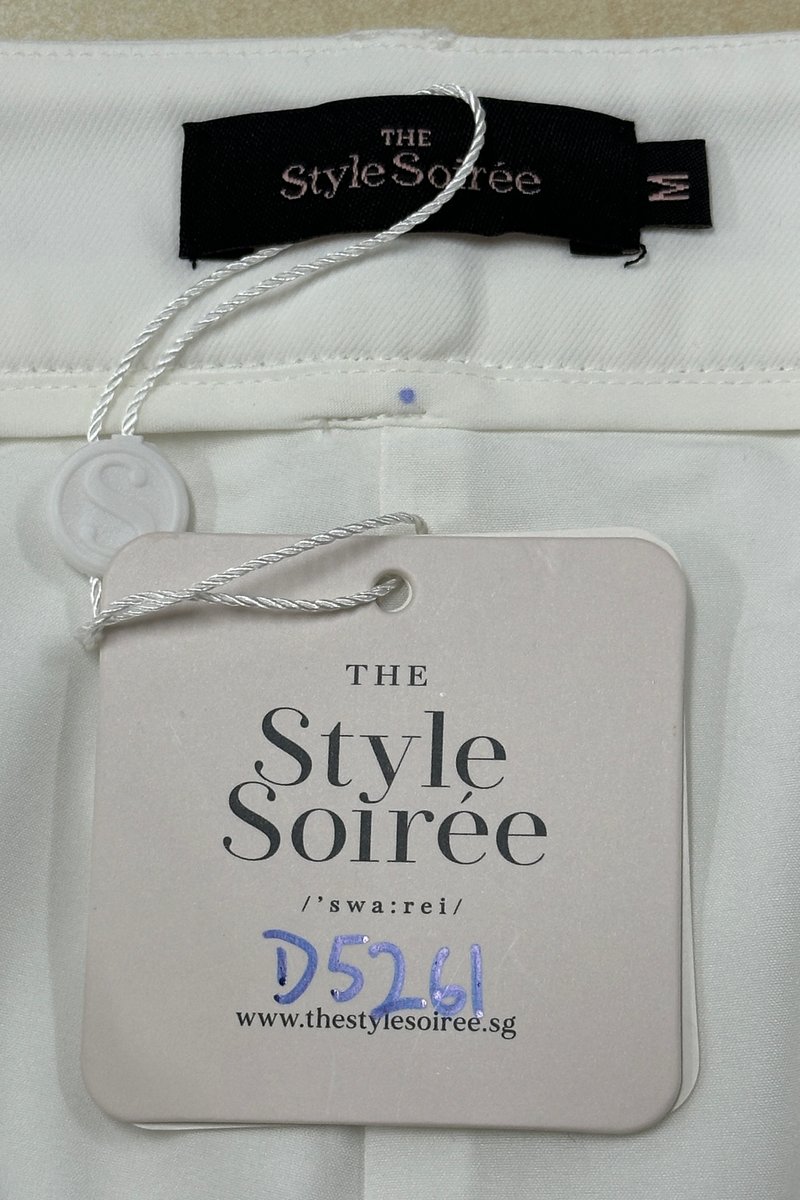 THE
Style Soirée
M
S
THE
Style
Soirée
/'swa:rei/
D5261
www.thestylesoiree.sg